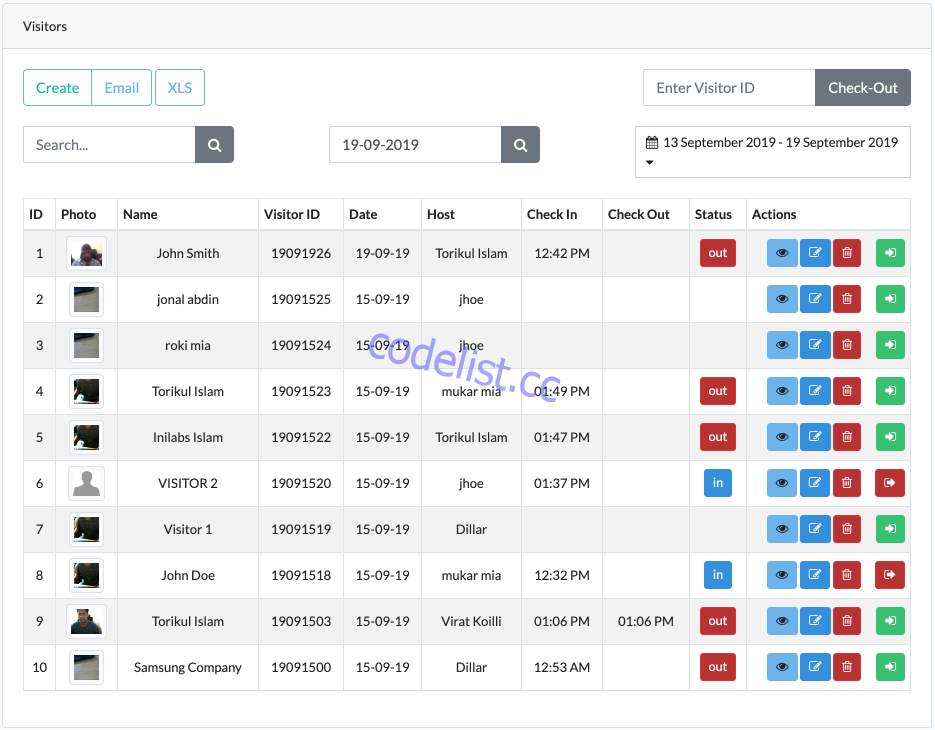 Visitors
Create Email XLS Enter Visitor ID Check-Out
Search... 19-09-2019 13 September 2019 - 19 September 2019
ID Photo Name Visitor ID Date Host Check In Check Out Status Actions
1 John Smith 19091926 19-09-19 Torikul Islam 12:42 PM out
2 jonal abdin 19091525 15-09-19 jhoe
3 roki mia 19091524 15-09-19 jhoe
codelist.cc
4 Torikul Islam 19091523 15-09-19 mukar mia 01:49 PM out
5 Inilabs Islam 19091522 15-09-19 Torikul Islam 01:47 PM out
6 VISITOR 2 19091520 15-09-19 jhoe 01:37 PM in
7 Visitor 1 19091519 15-09-19 Dillar
8 John Doe 19091518 15-09-19 mukar mia 12:32 PM in
9 Torikul Islam 19091503 15-09-19 Virat Koilli 01:06 PM 01:06 PM out
10 Samsung Company 19091500 15-09-19 Dillar 12:53 AM out